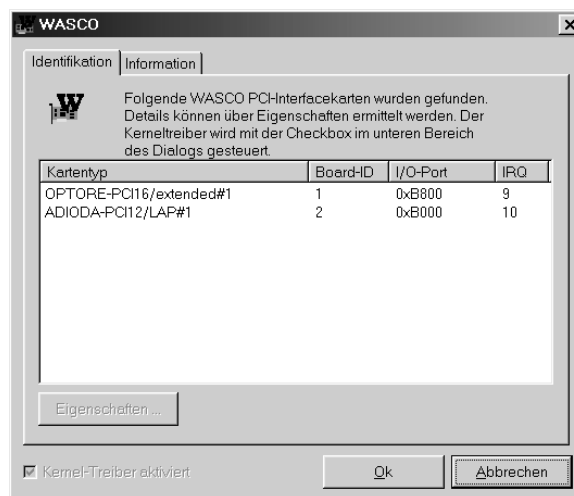 WASCO
Identifikation Information
Folgende WASCO PCI-Interfacekarten wurden gefunden.
Details können über Eigenschaften ermittelt werden. Der
Kerneltreiber wird mit der Checkbox im unteren Bereich
des Dialogs gesteuert.
Kartentyp Board-ID I/O-Port IRQ
OPTORE-PCI16/extended#1 1 0xB800 9
ADIODA-PCI12/LAP#1 2 0xB000 10
Eigenschaften ...
Kernel-Treiber aktiviert Ok Abbrechen